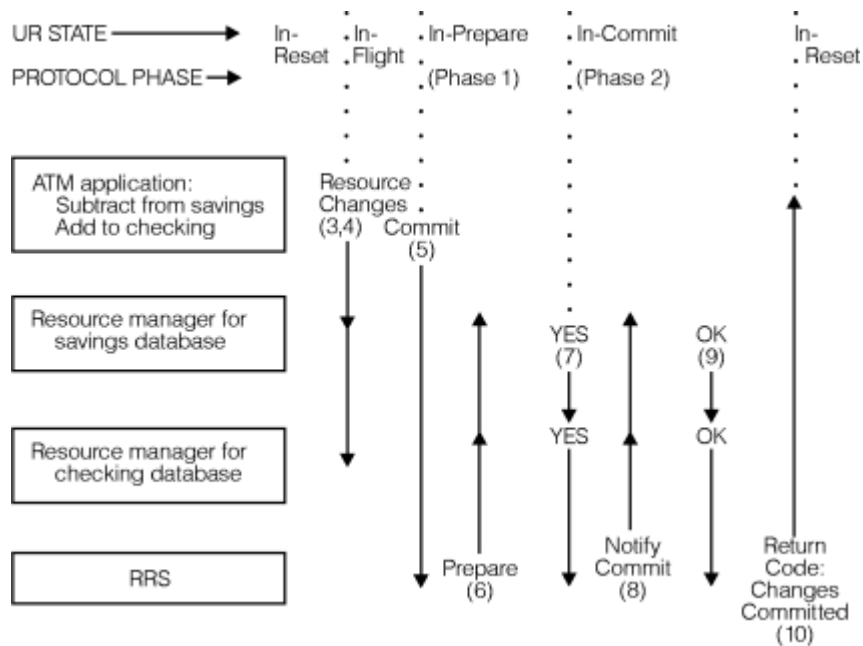 UR STATE
In-
Reset
In-
Flight
In-Prepare
In-Commit
In-
Reset
PROTOCOL PHASE
(Phase 1)
(Phase 2)
ATM application:
Subtract from savings
Add to checking
Resource
Changes
(3,4)
Commit
(5)
Resource manager for
savings database
YES
(7)
OK
(9)
Resource manager for
checking database
YES
OK
RRS
Prepare
(6)
Notify
Commit
(8)
Return
Code:
Changes
Committed
(10)